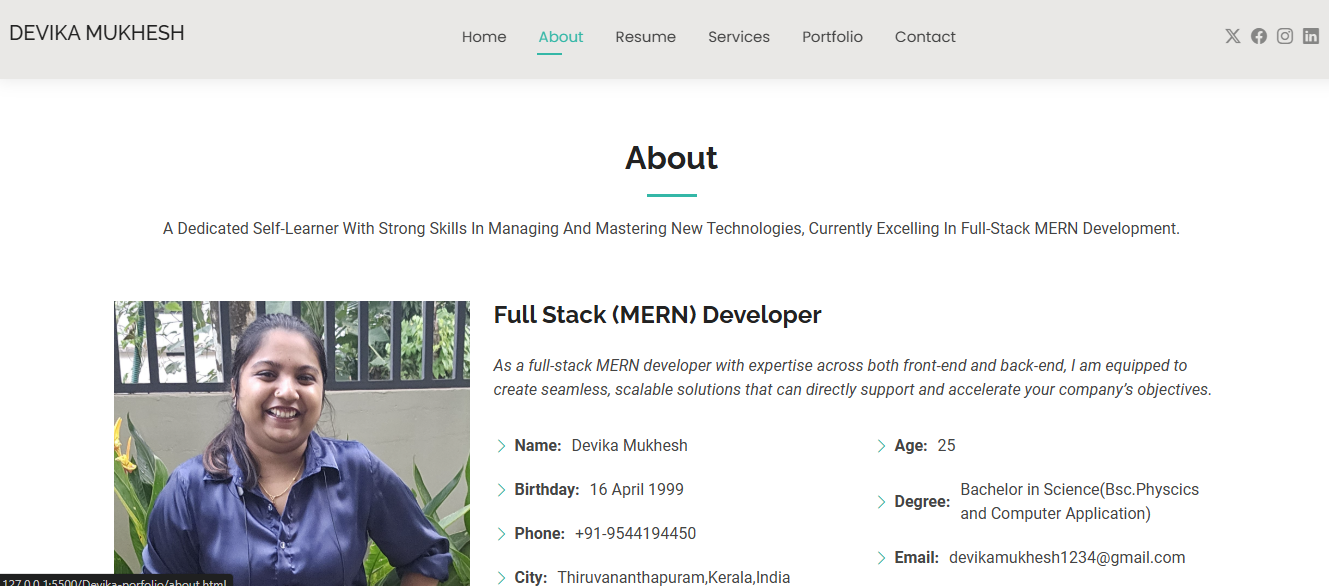 DEVIKA MUKHESH
Home About Resume Services Portfolio Contact
About
A Dedicated Self-Learner With Strong Skills In Managing And Mastering New Technologies, Currently Excelling In Full-Stack MERN Development.
Full Stack (MERN) Developer
As a full-stack MERN developer with expertise across both front-end and back-end, I am equipped to
create seamless, scalable solutions that can directly support and accelerate your company's objectives.
Name: Devika Mukhesh
Birthday: 16 April 1999
Phone: +91-9544194450
City: Thiruvananthapuram,Kerala,India
Age: 25
Degree: Bachelor in Science(Bsc.Physcics
and Computer Application)
Email: devikamukhesh1234@gmail.com
127.0.0.1:5500/Devika-porfolio/about.html